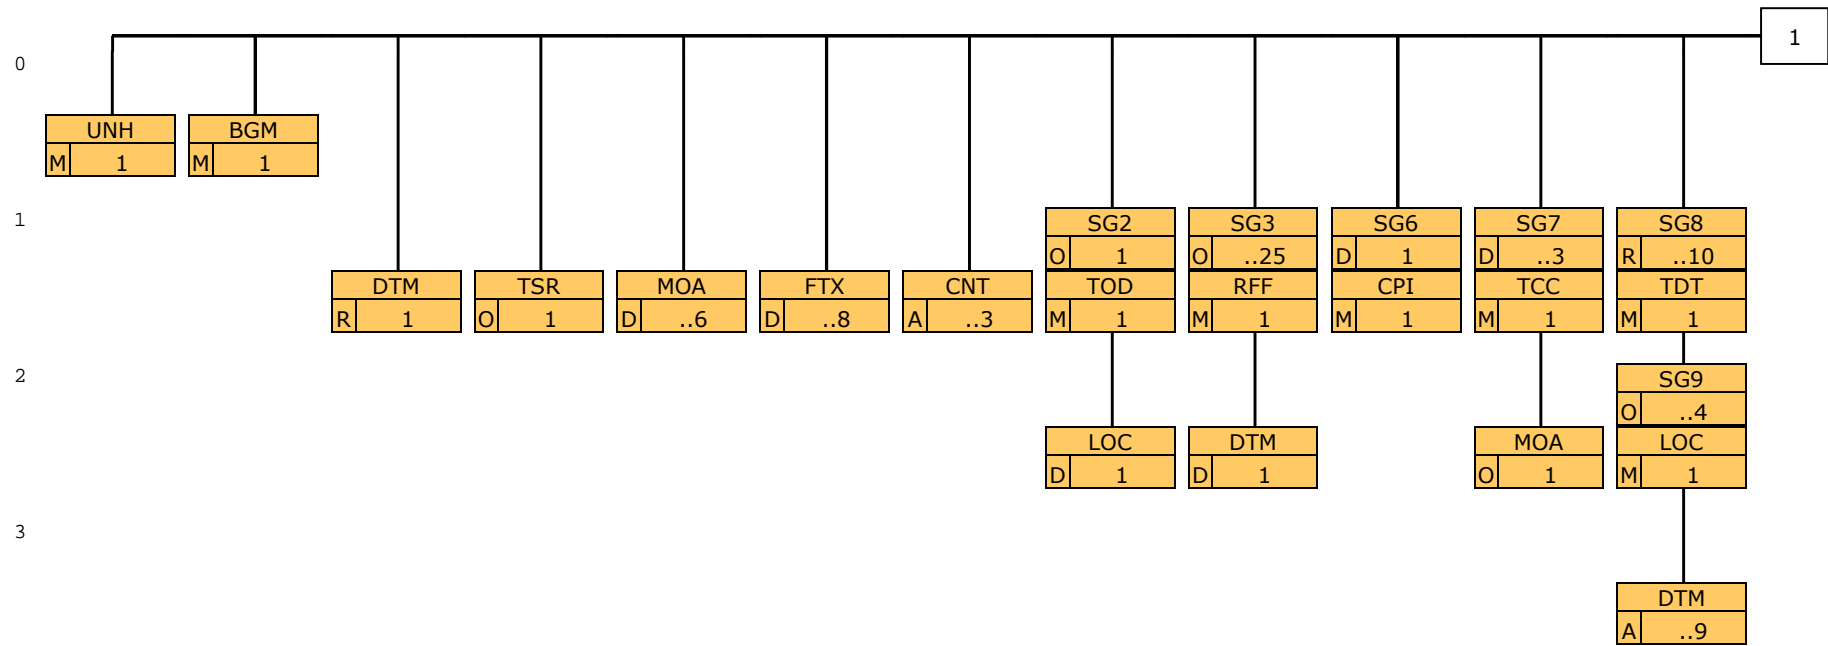 1
0
UNH BGM
M 1 M 1
1
SG2 SG3 SG6 SG7 SG8
O 1 O ..25 D 1 D ..3 R ..10
DTM TSR MOA FTX CNT TOD RFF CPI TCC TDT
R 1 O 1 D ..6 D ..8 A ..3 M 1 M 1 M 1 M 1 M 1
2
SG9
O ..4
LOC DTM MOA LOC
D 1 D 1 O 1 M 1
3
DTM
A ..9